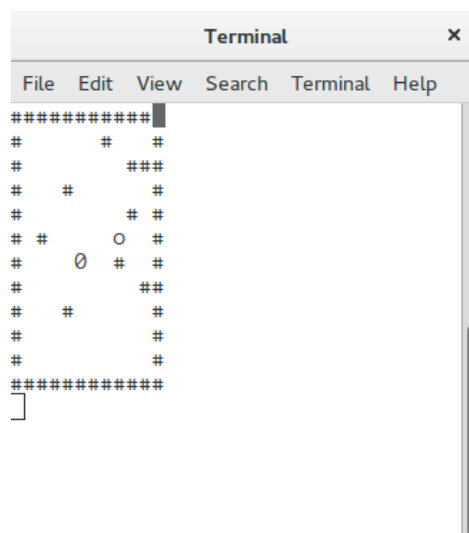 Terminal ×
File Edit View Search Terminal Help
###########
#      #   #
#        ###
#   #      #
#        # #
# #     o  #
#    0  #  #
#         ##
#   #      #
#          #
#          #
############